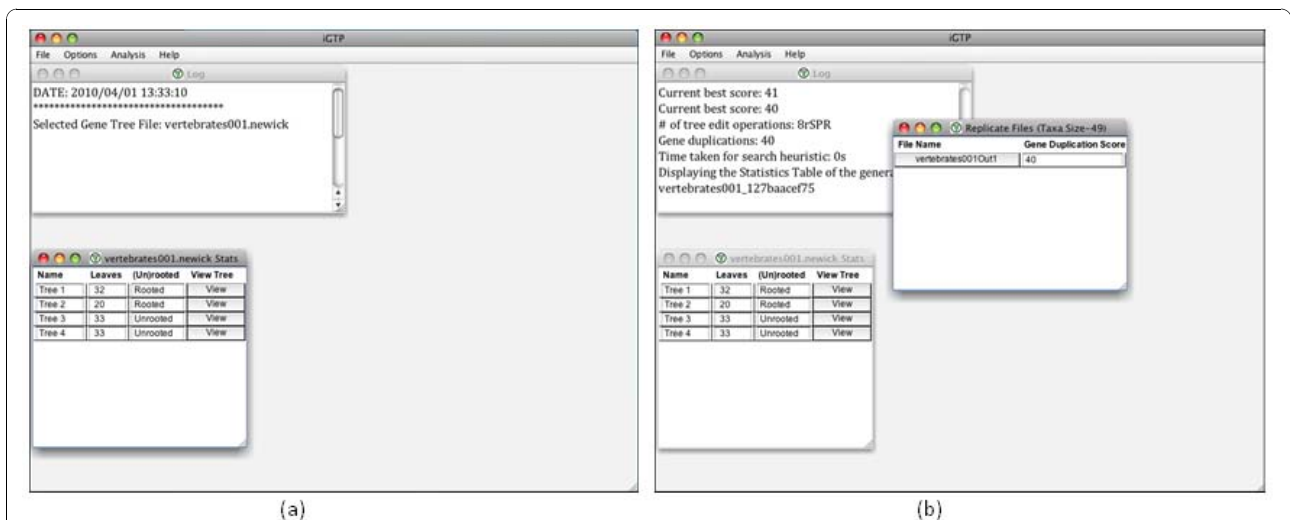 iGTP
File Options Analysis Help
Log
DATE: 2010/04/01 13:33:10
*************************************
Selected Gene Tree File: vertebrates001.newick
vertebrates001.newick Stats
Name Leaves (Un)rooted View Tree
Tree 1 32 Rooted View
Tree 2 20 Rooted View
Tree 3 33 Unrooted View
Tree 4 33 Unrooted View
(a)
iGTP
File Options Analysis Help
Log
Current best score: 41
Current best score: 40
# of tree edit operations: 8rSPR
Gene duplications: 40
Time taken for search heuristic: 0s
Displaying the Statistics Table of the genera
vertebrates001_127baacef75
Replicate Files (Taxa Size-49)
File Name Gene Duplication Score
vertebrates001Out1 40
vertebrates001.newick Stats
Name Leaves (Un)rooted View Tree
Tree 1 32 Rooted View
Tree 2 20 Rooted View
Tree 3 33 Unrooted View
Tree 4 33 Unrooted View
(b)